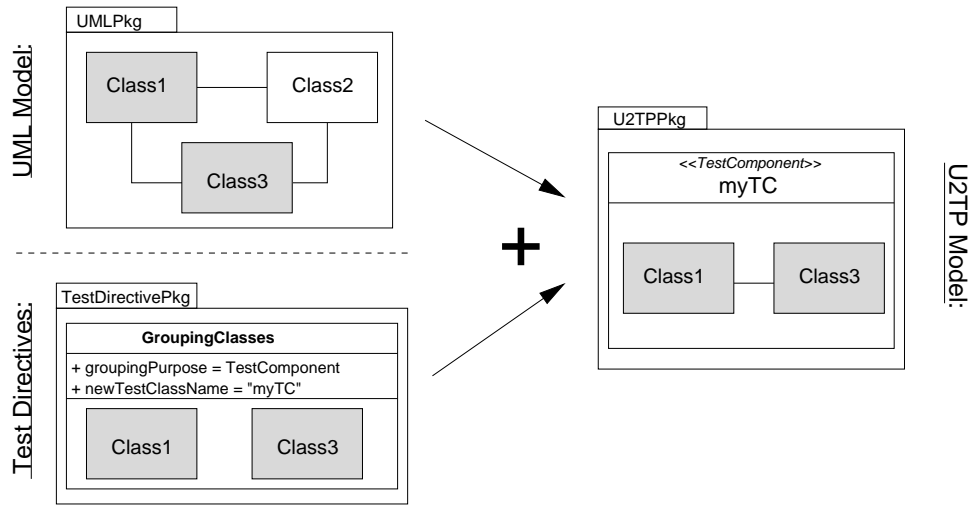 UML Model:
UMLPkg
Class1
Class2
Class3
Test Directives:
TestDirectivePkg
GroupingClasses
+ groupingPurpose = TestComponent
+ newTestClassName = "myTC"
Class1
Class3
+
U2TPPkg
<<TestComponent>>
myTC
Class1
Class3
U2TP Model: